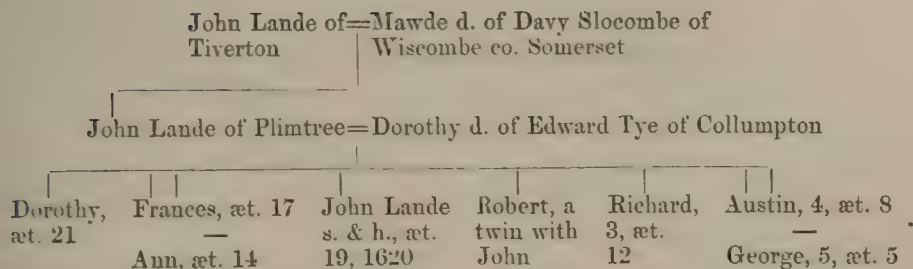 John Lande of=Mawde d. of Davy Slocombe of
Tiverton Wiscombe co. Somerset
John Lande of Plimtree=Dorothy d. of Edward Tye of Collumpton
Dorothy, Frances, æt. 17 John Lande Robert, a Richard, Austin, 4, æt. 8
æt. 21 — s. & h., æt. twin with 3, æt. —
Ann, æt. 14 19, 1620 John 12 George, 5, æt. 5